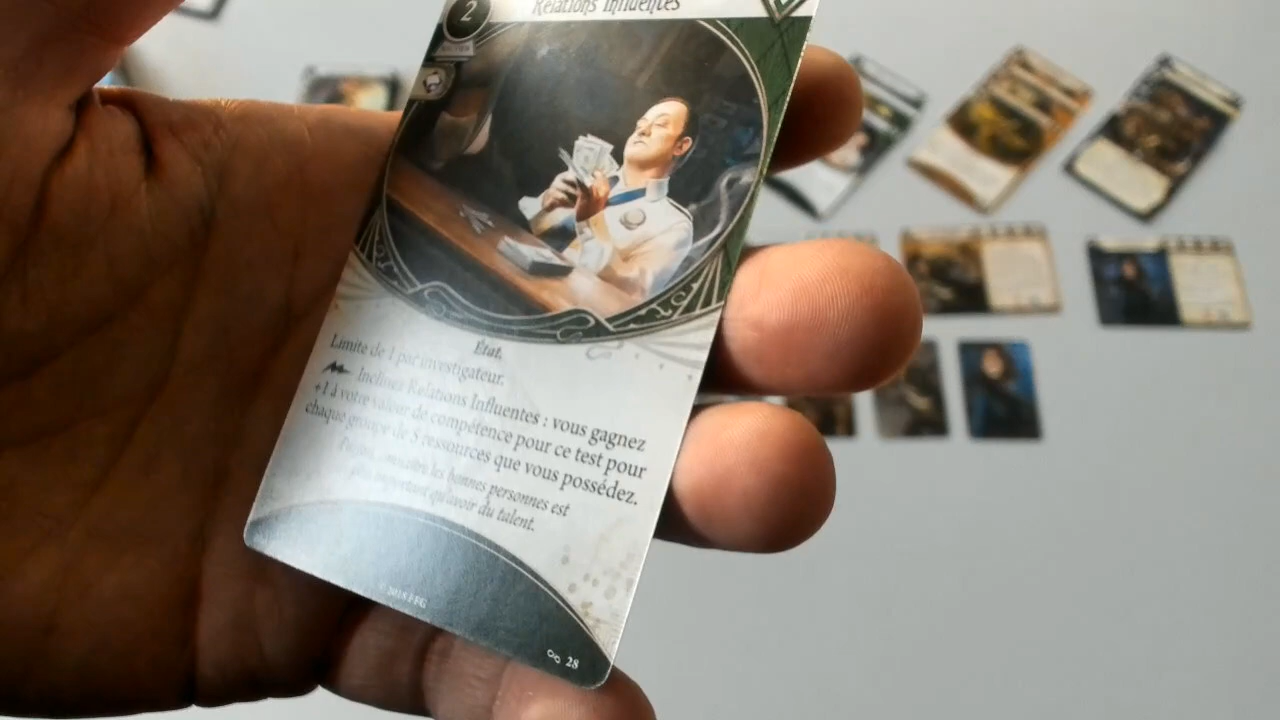 2
Relations Influentes
État.
Limite de 1 par investigateur.
Inclinez Relations Influentes : vous gagnez
+1 à votre valeur de compétence pour ce test pour
chaque groupe de 5 ressources que vous possédez.
Parfois, connaître les bonnes personnes est
plus important qu'avoir du talent.
© 2018 FFG
28